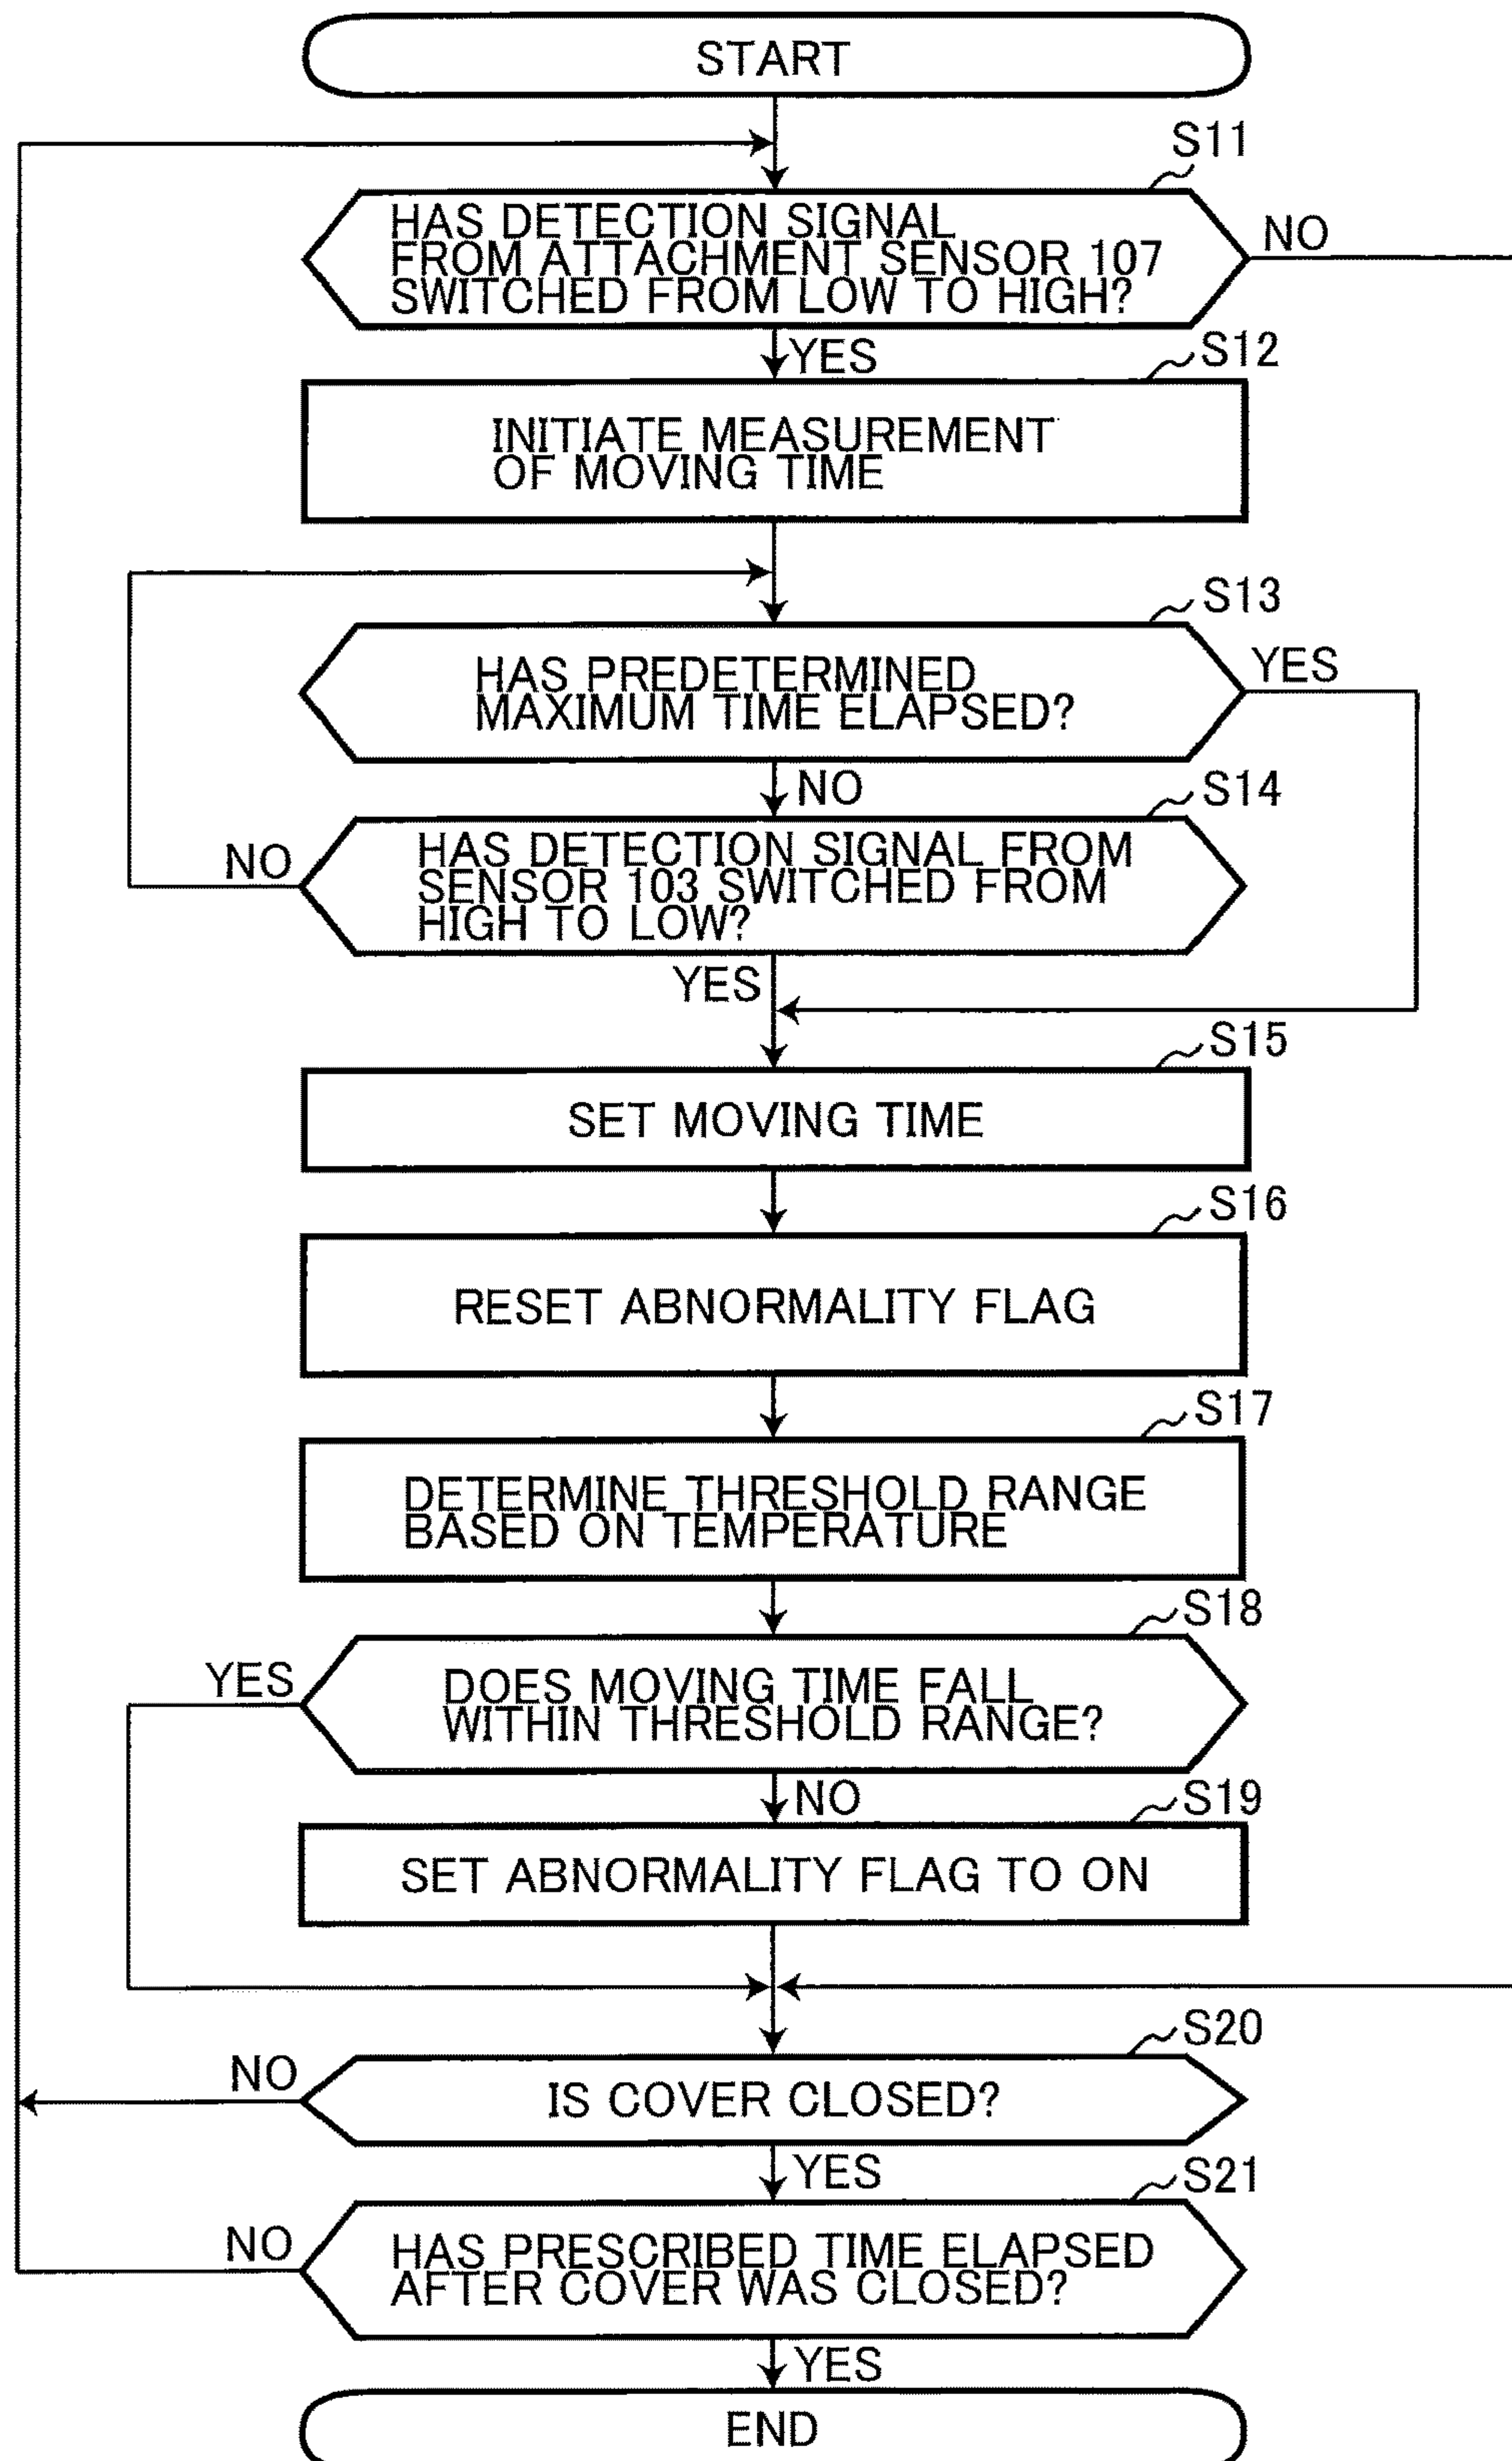 START
S11
HAS DETECTION SIGNAL
FROM ATTACHMENT SENSOR 107
SWITCHED FROM LOW TO HIGH?
NO
YES
S12
INITIATE MEASUREMENT
OF MOVING TIME
S13
HAS PREDETERMINED
MAXIMUM TIME ELAPSED?
YES
NO
S14
HAS DETECTION SIGNAL FROM
SENSOR 103 SWITCHED FROM
HIGH TO LOW?
NO
YES
S15
SET MOVING TIME
S16
RESET ABNORMALITY FLAG
S17
DETERMINE THRESHOLD RANGE
BASED ON TEMPERATURE
S18
YES
DOES MOVING TIME FALL
WITHIN THRESHOLD RANGE?
NO
S19
SET ABNORMALITY FLAG TO ON
S20
NO
IS COVER CLOSED?
YES
S21
NO
HAS PRESCRIBED TIME ELAPSED
AFTER COVER WAS CLOSED?
YES
END